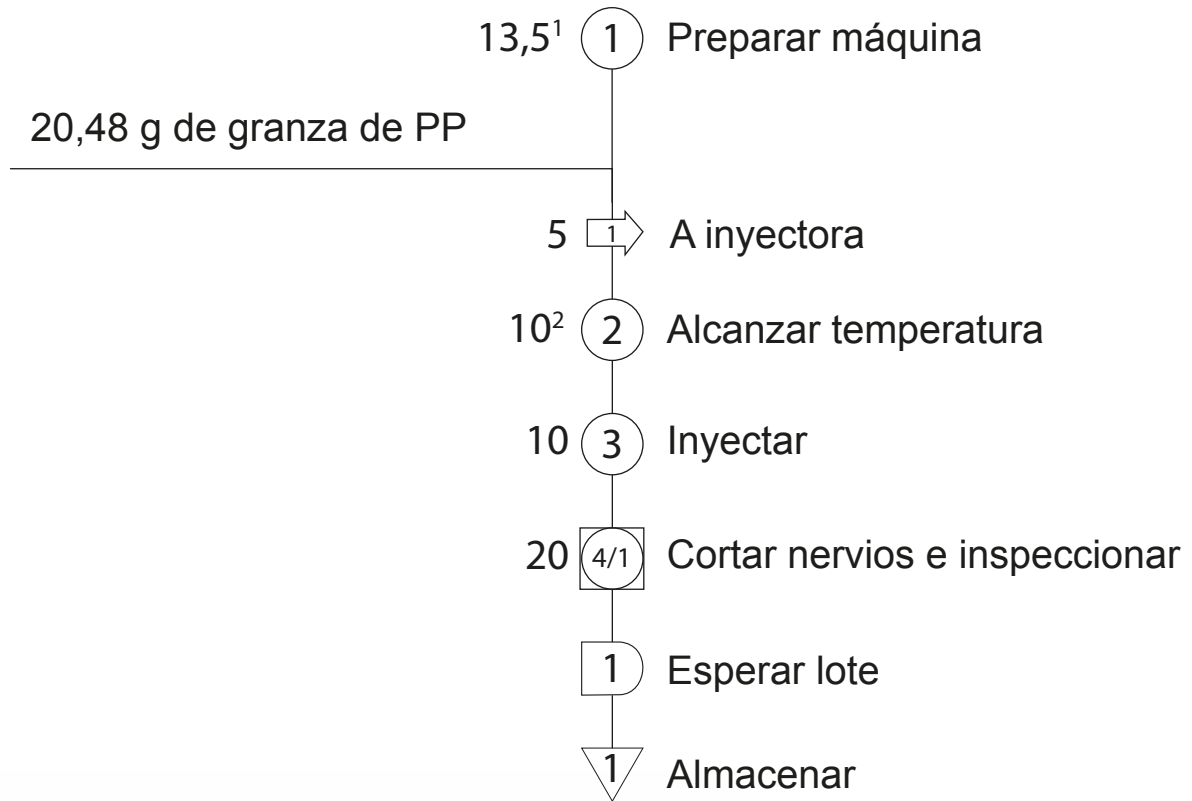 13,5¹ 1 Preparar máquina
20,48 g de granza de PP
5 1 A inyectora
10² 2 Alcanzar temperatura
10 3 Inyectar
20 4/1 Cortar nervios e inspeccionar
1 Esperar lote
1 Almacenar